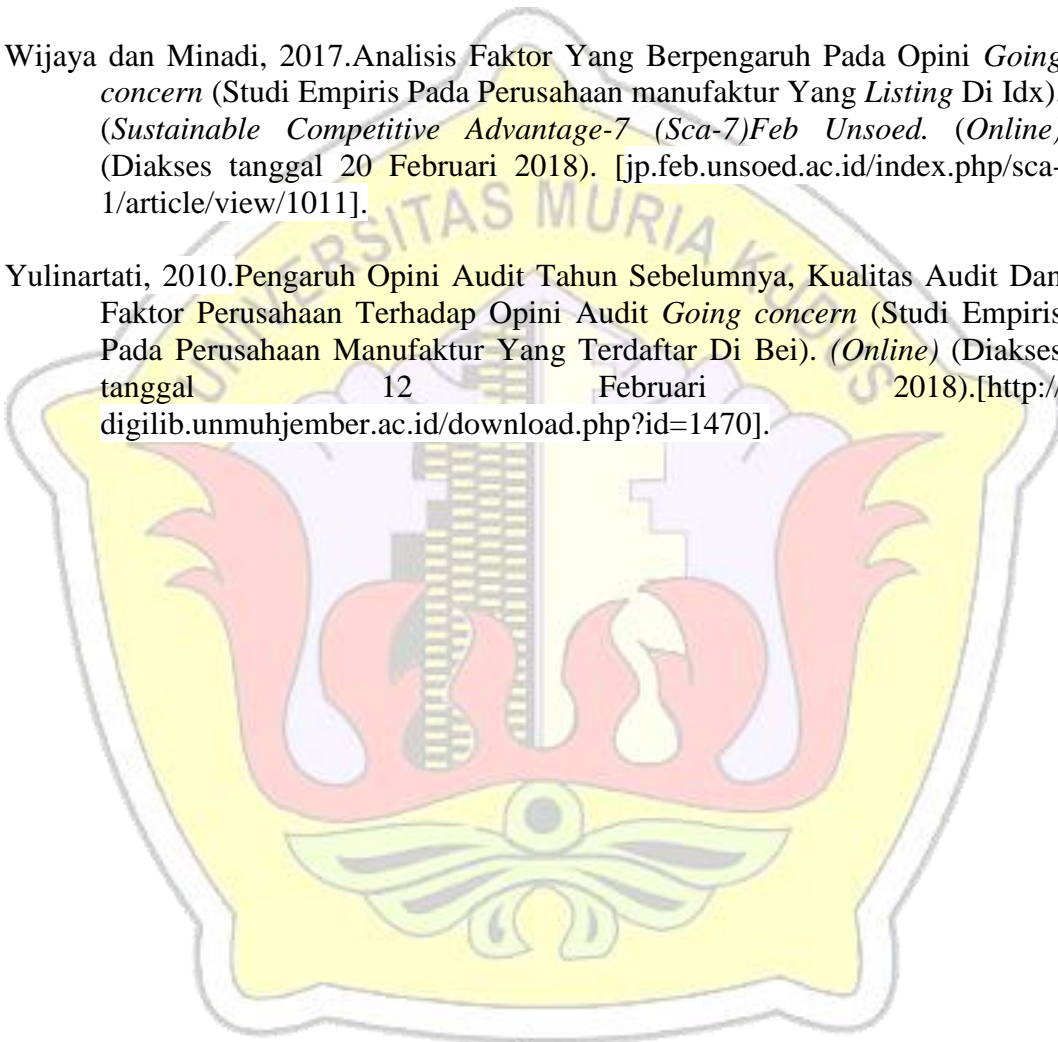 Wijaya dan Minadi, 2017.Analisis Faktor Yang Berpengaruh Pada Opini Going
concern (Studi Empiris Pada Perusahaan manufaktur Yang Listing Di Idx).
(Sustainable Competitive Advantage-7 (Sca-7)Feb Unsoed. (Online)
(Diakses tanggal 20 Februari 2018). [jp.feb.unsoed.ac.id/index.php/sca-
1/article/view/1011].
Yulinartati, 2010.Pengaruh Opini Audit Tahun Sebelumnya, Kualitas Audit Dan
Faktor Perusahaan Terhadap Opini Audit Going concern (Studi Empiris
Pada Perusahaan Manufaktur Yang Terdaftar Di Bei). (Online) (Diakses
tanggal 12 Februari 2018).[http://
digilib.unmuhjember.ac.id/download.php?id=1470].
UNIVERSITAS MURIA KUDUS